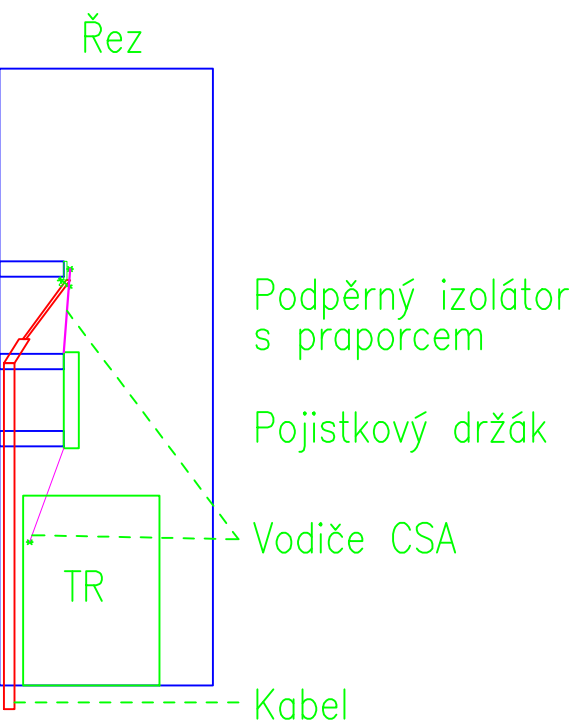 Řez
Podpěrný izolátor
s praporcem
Pojistkový držák
Vodiče CSA
TR
Kabel